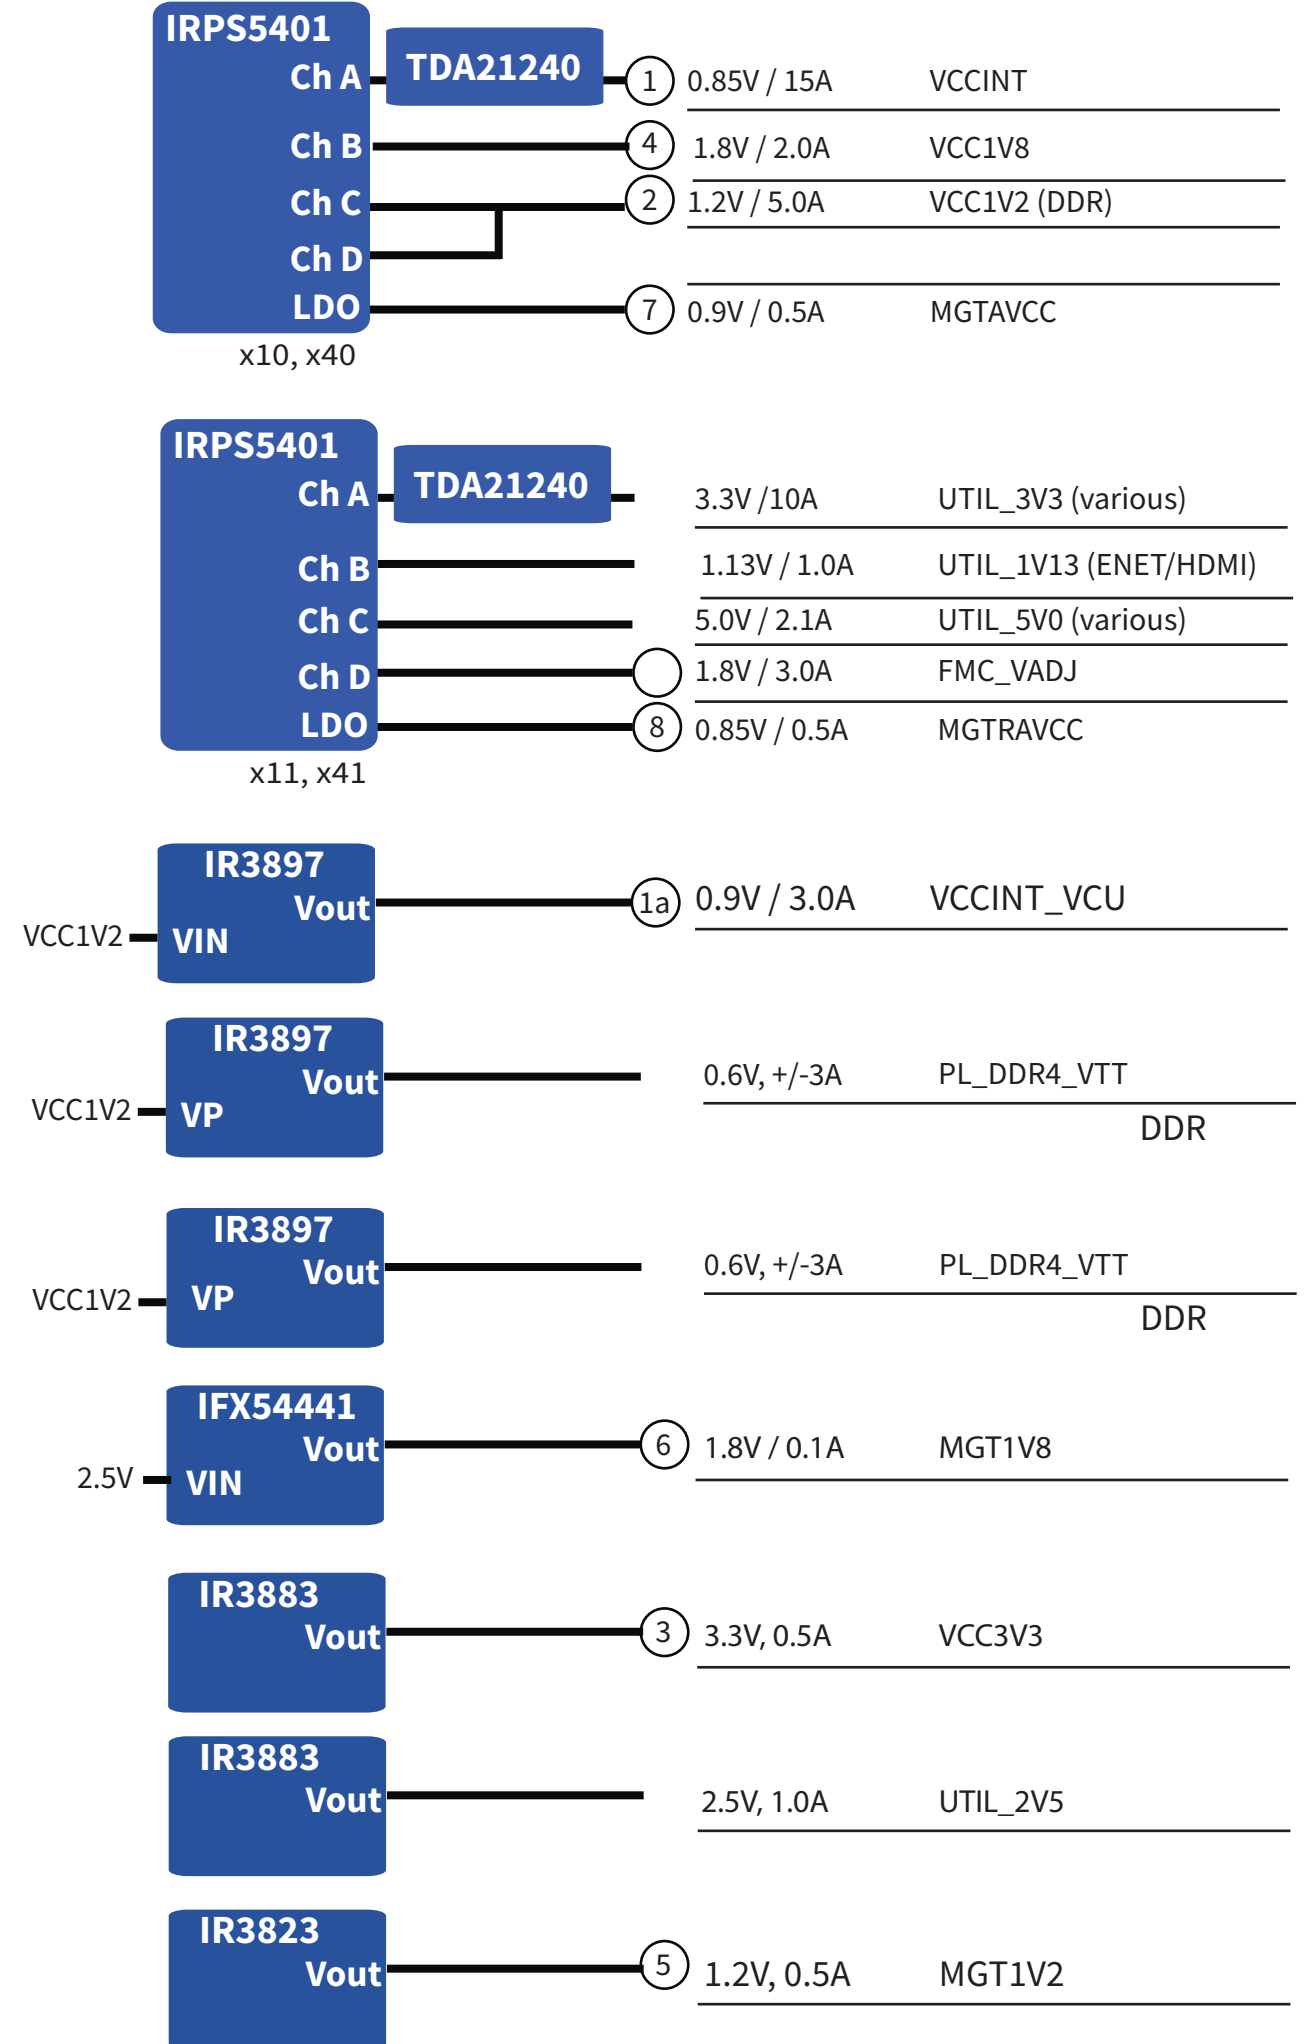 IRPS5401
Ch A TDA21240 1 0.85V / 15A VCCINT
Ch B 4 1.8V / 2.0A VCC1V8
Ch C 2 1.2V / 5.0A VCC1V2 (DDR)
Ch D
LDO 7 0.9V / 0.5A MGTAVCC
x10, x40
IRPS5401
Ch A TDA21240 3.3V /10A UTIL_3V3 (various)
Ch B 1.13V / 1.0A UTIL_1V13 (ENET/HDMI)
Ch C 5.0V / 2.1A UTIL_5V0 (various)
Ch D 1.8V / 3.0A FMC_VADJ
LDO 8 0.85V / 0.5A MGTRAVCC
x11, x41
IR3897
Vout 1a 0.9V / 3.0A VCCINT_VCU
VCC1V2 VIN
IR3897
Vout 0.6V, +/-3A PL_DDR4_VTT
VCC1V2 VP DDR
IR3897
Vout 0.6V, +/-3A PL_DDR4_VTT
VCC1V2 VP DDR
IFX54441
Vout 6 1.8V / 0.1A MGT1V8
2.5V VIN
IR3883
Vout 3 3.3V, 0.5A VCC3V3
IR3883
Vout 2.5V, 1.0A UTIL_2V5
IR3823
Vout 5 1.2V, 0.5A MGT1V2